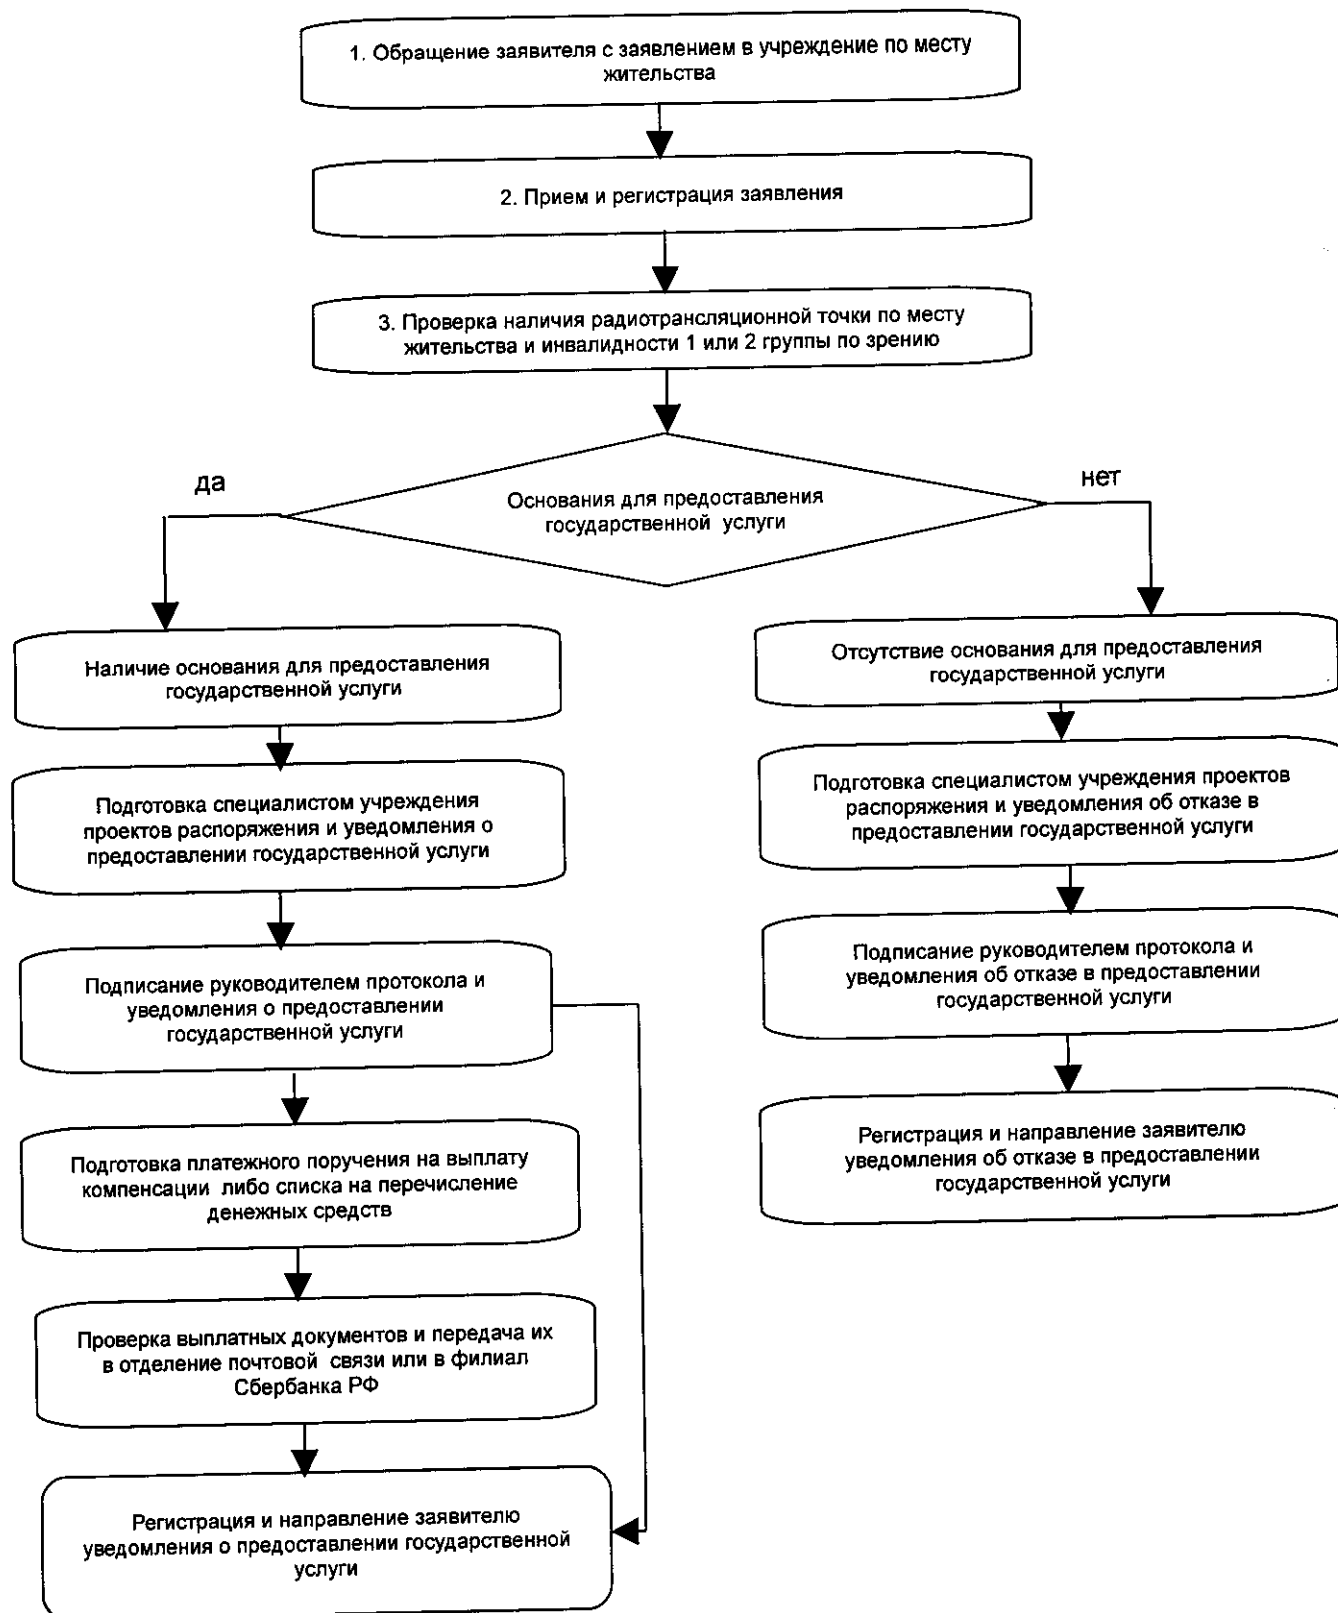 1. Обращение заявителя с заявлением в учреждение по месту
жительства
2. Прием и регистрация заявления
3. Проверка наличия радиотрансляционной точки по месту
жительства и инвалидности 1 или 2 группы по зрению
да
нет
Основания для предоставления
государственной услуги
Наличие основания для предоставления
государственной услуги
Подготовка специалистом учреждения
проектов распоряжения и уведомления о
предоставлении государственной услуги
Подписание руководителем протокола и
уведомления о предоставлении
государственной услуги
Подготовка платежного поручения на выплату
компенсации либо списка на перечисление
денежных средств
Проверка выплатных документов и передача их
в отделение почтовой связи или в филиал
Сбербанка РФ
Регистрация и направление заявителю
уведомления о предоставлении государственной
услуги
Отсутствие основания для предоставления
государственной услуги
Подготовка специалистом учреждения проектов
распоряжения и уведомления об отказе в
предоставлении государственной услуги
Подписание руководителем протокола и
уведомления об отказе в предоставлении
государственной услуги
Регистрация и направление заявителю
уведомления об отказе в предоставлении
государственной услуги